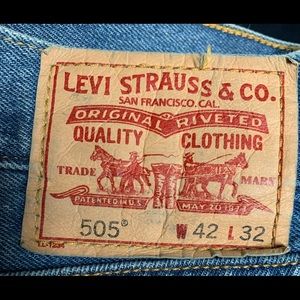 LEVI STRAUSS & CO.
SAN FRANCISCO, CAL.
ORIGINAL RIVETED
QUALITY CLOTHING
TRADE MARK
PATENTED IN U.S. MAY 20 1873
505® W 42 L 32